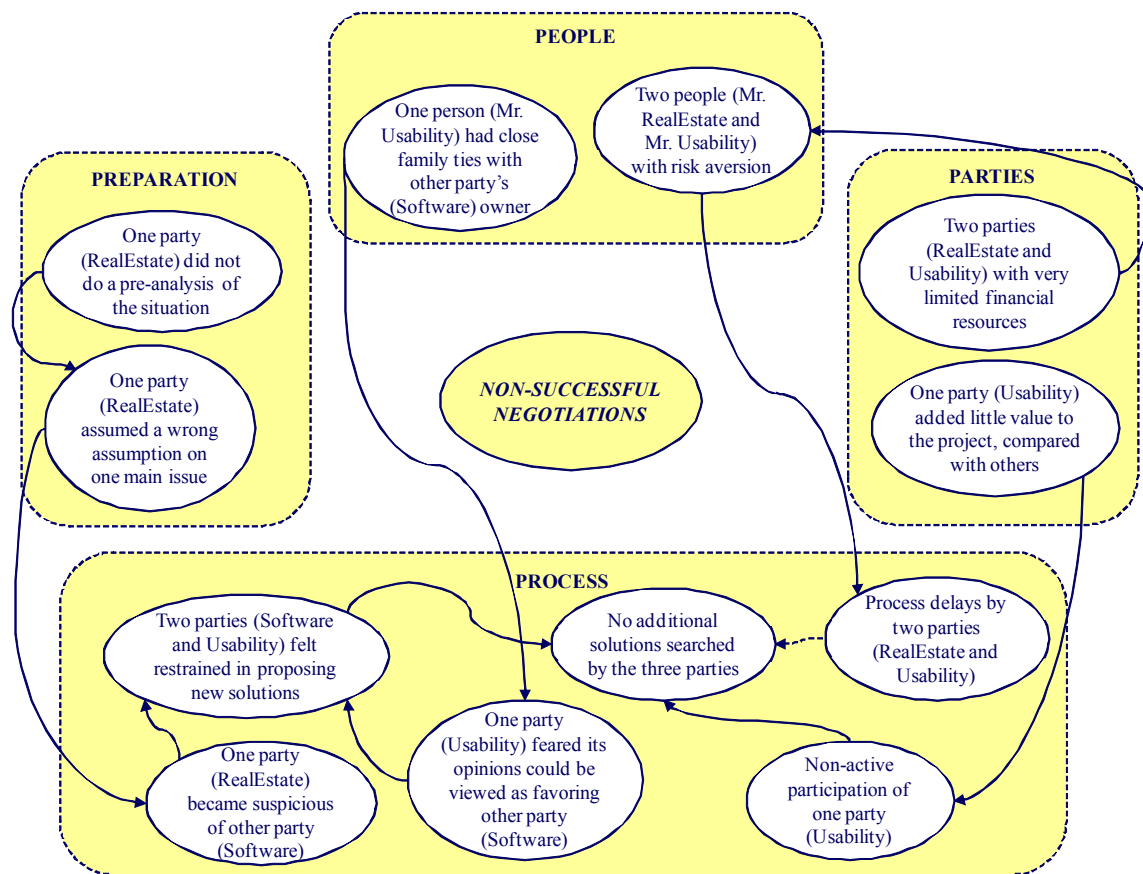 PEOPLE
One person (Mr.
Usability) had close
family ties with
other party’s
(Software) owner
Two people (Mr.
RealEstate and
Mr. Usability)
with risk aversion
PREPARATION
One party
(RealEstate) did not
do a pre-analysis of
the situation
One party
(RealEstate)
assumed a wrong
assumption on
one main issue
NON-SUCCESSFUL
NEGOTIATIONS
PARTIES
Two parties
(RealEstate and
Usability) with very
limited financial
resources
One party (Usability)
added little value to
the project, compared
with others
PROCESS
Two parties (Software
and Usability) felt
restrained in proposing
new solutions
No additional
solutions searched
by the three parties
Process delays by
two parties
(RealEstate and
Usability)
One party
(RealEstate)
became suspicious
of other party
(Software)
One party
(Usability) feared its
opinions could be
viewed as favoring
other party
(Software)
Non-active
participation of
one party
(Usability)